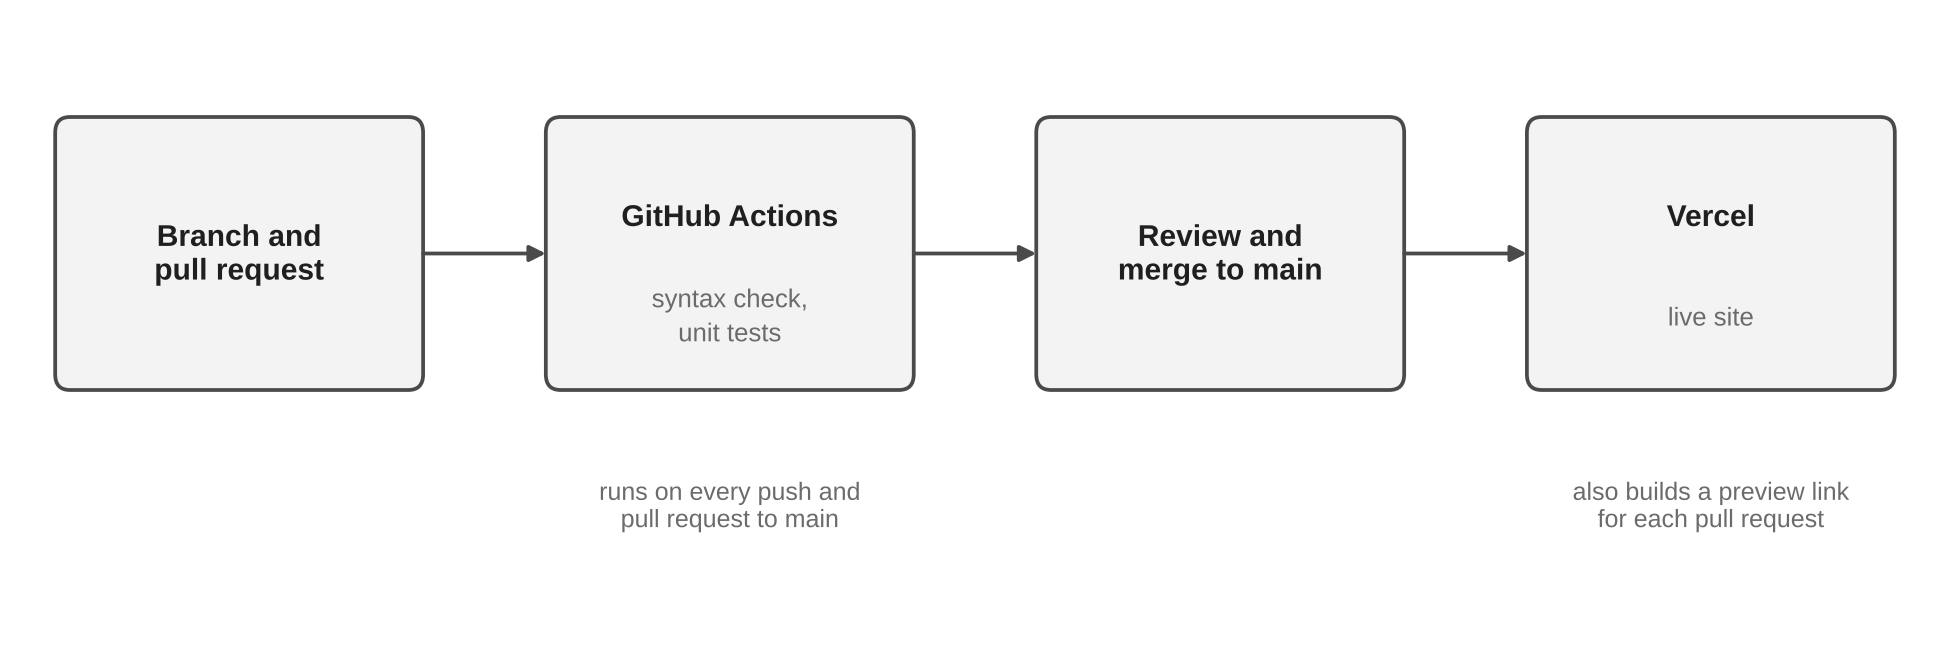 Branch and
pull request
GitHub Actions
syntax check,
unit tests
runs on every push and
pull request to main
Review and
merge to main
Vercel
live site
also builds a preview link
for each pull request